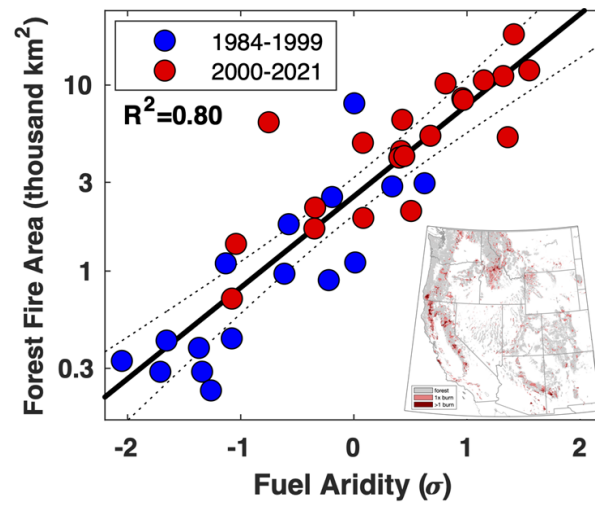 1984-1999
2000-2021
R²=0.80
Forest Fire Area (thousand km²)
10
3
1
0.3
forest
1x burn
>1 burn
-2
-1
0
1
2
Fuel Aridity (σ)